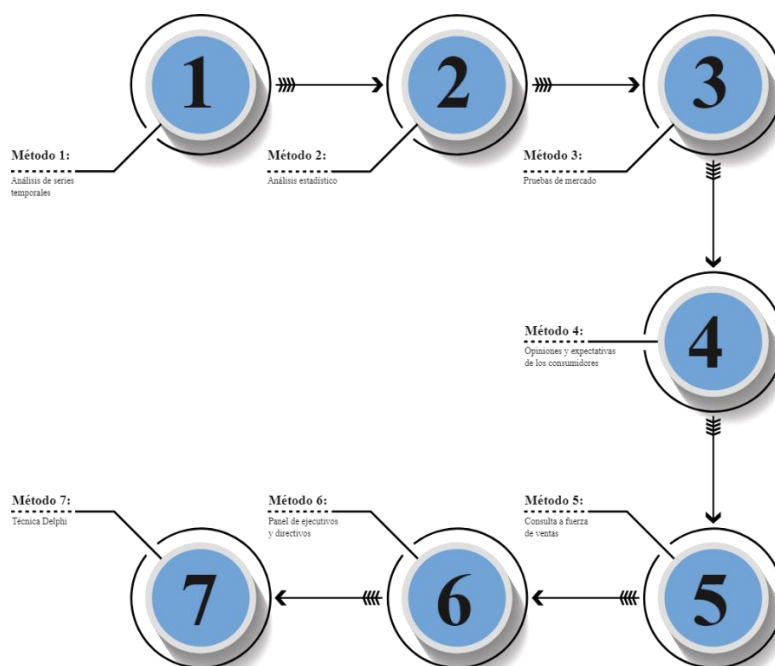 1
2
3
Método 1:
Análisis de series
temporales
Método 2:
Análisis estadístico
Método 3:
Pruebas de mercado
4
Método 4:
Opiniones y expectativas
de los consumidores
Método 5:
Consulta a fuerza
de ventas
5
Método 6:
Panel de ejecutivos
y directivos
6
Método 7:
Técnica Delphi
7